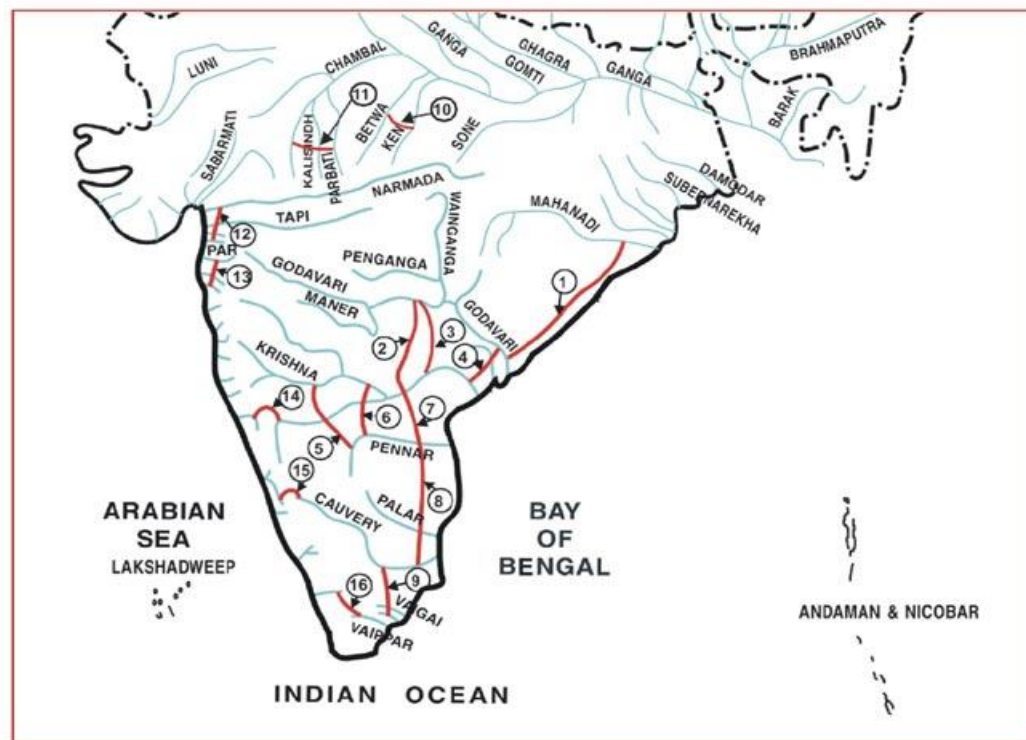 LUNI
CHAMBAL
GANGA
GHAGRA
GOMTI
GANGA
BRAHMAPUTRA
BARAK
SABARMATI
11
KALISINDH
PARBATI
BETWA
KEN
10
SONE
DAMODAR
SUBERNAREKHA
NARMADA
TAPI
WAINGANGA
MAHANADI
12
PAR
13
GODAVARI
PENGANGA
MANER
GODAVARI
1
2
3
4
KRISHNA
14
5
6
7
PENNAR
15
CAUVERY
PALAR
8
ARABIAN
SEA
LAKSHADWEEP
BAY
OF
BENGAL
16
9
VAIGAI
VAIPPAR
ANDAMAN & NICOBAR
INDIAN OCEAN